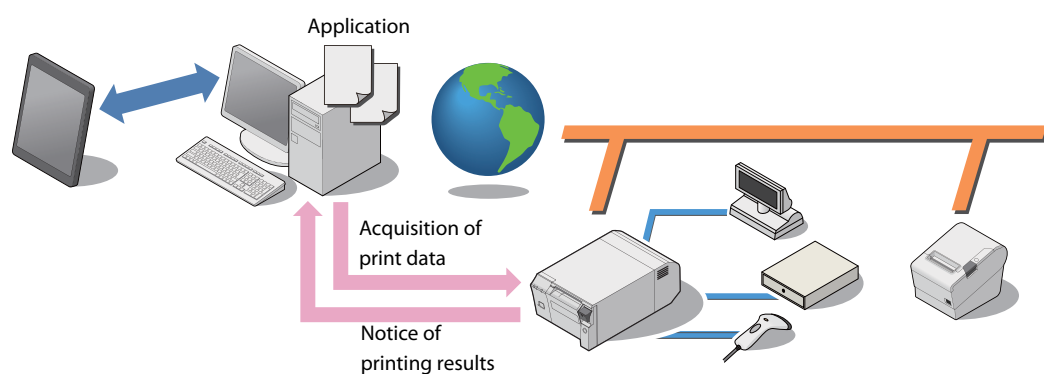 Application
Acquisition of
print data
Notice of
printing results